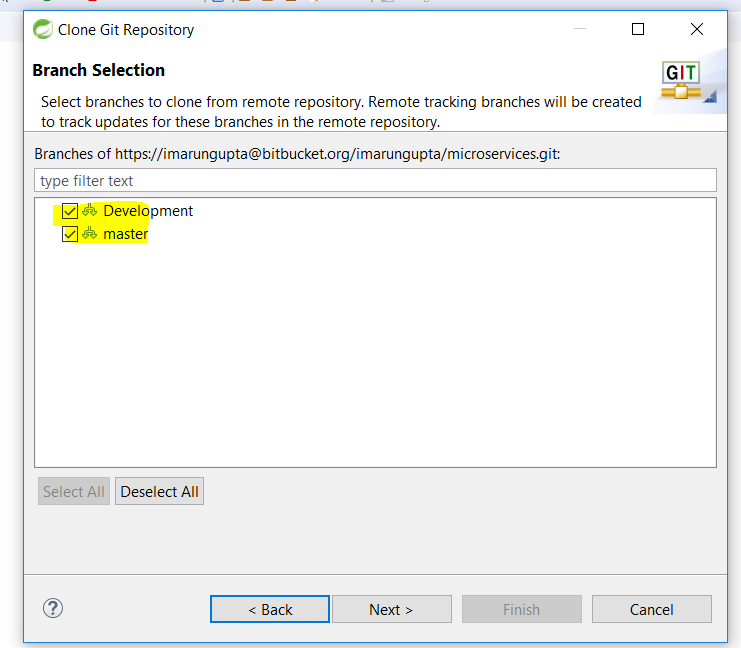 Clone Git Repository
Branch Selection
GIT
Select branches to clone from remote repository. Remote tracking branches will be created
to track updates for these branches in the remote repository.
Branches of https://imarungupta@bitbucket.org/imarungupta/microservices.git:
type filter text
Development
master
Select All
Deselect All
?
< Back
Next >
Finish
Cancel